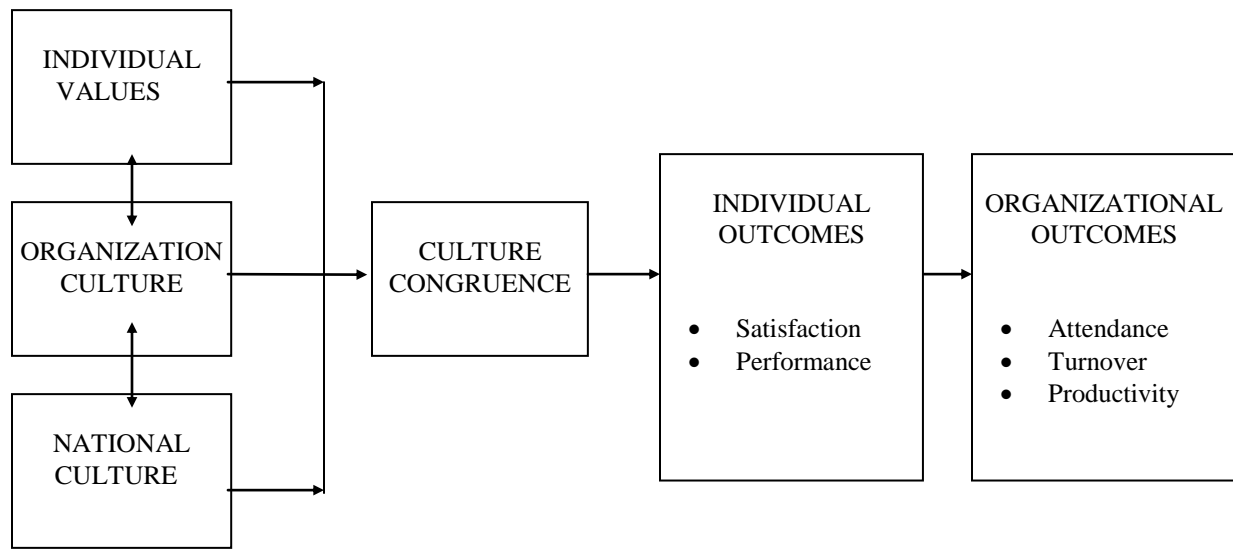 INDIVIDUAL
VALUES
ORGANIZATION
CULTURE
NATIONAL
CULTURE
CULTURE
CONGRUENCE
INDIVIDUAL
OUTCOMES
• Satisfaction
• Performance
ORGANIZATIONAL
OUTCOMES
• Attendance
• Turnover
• Productivity